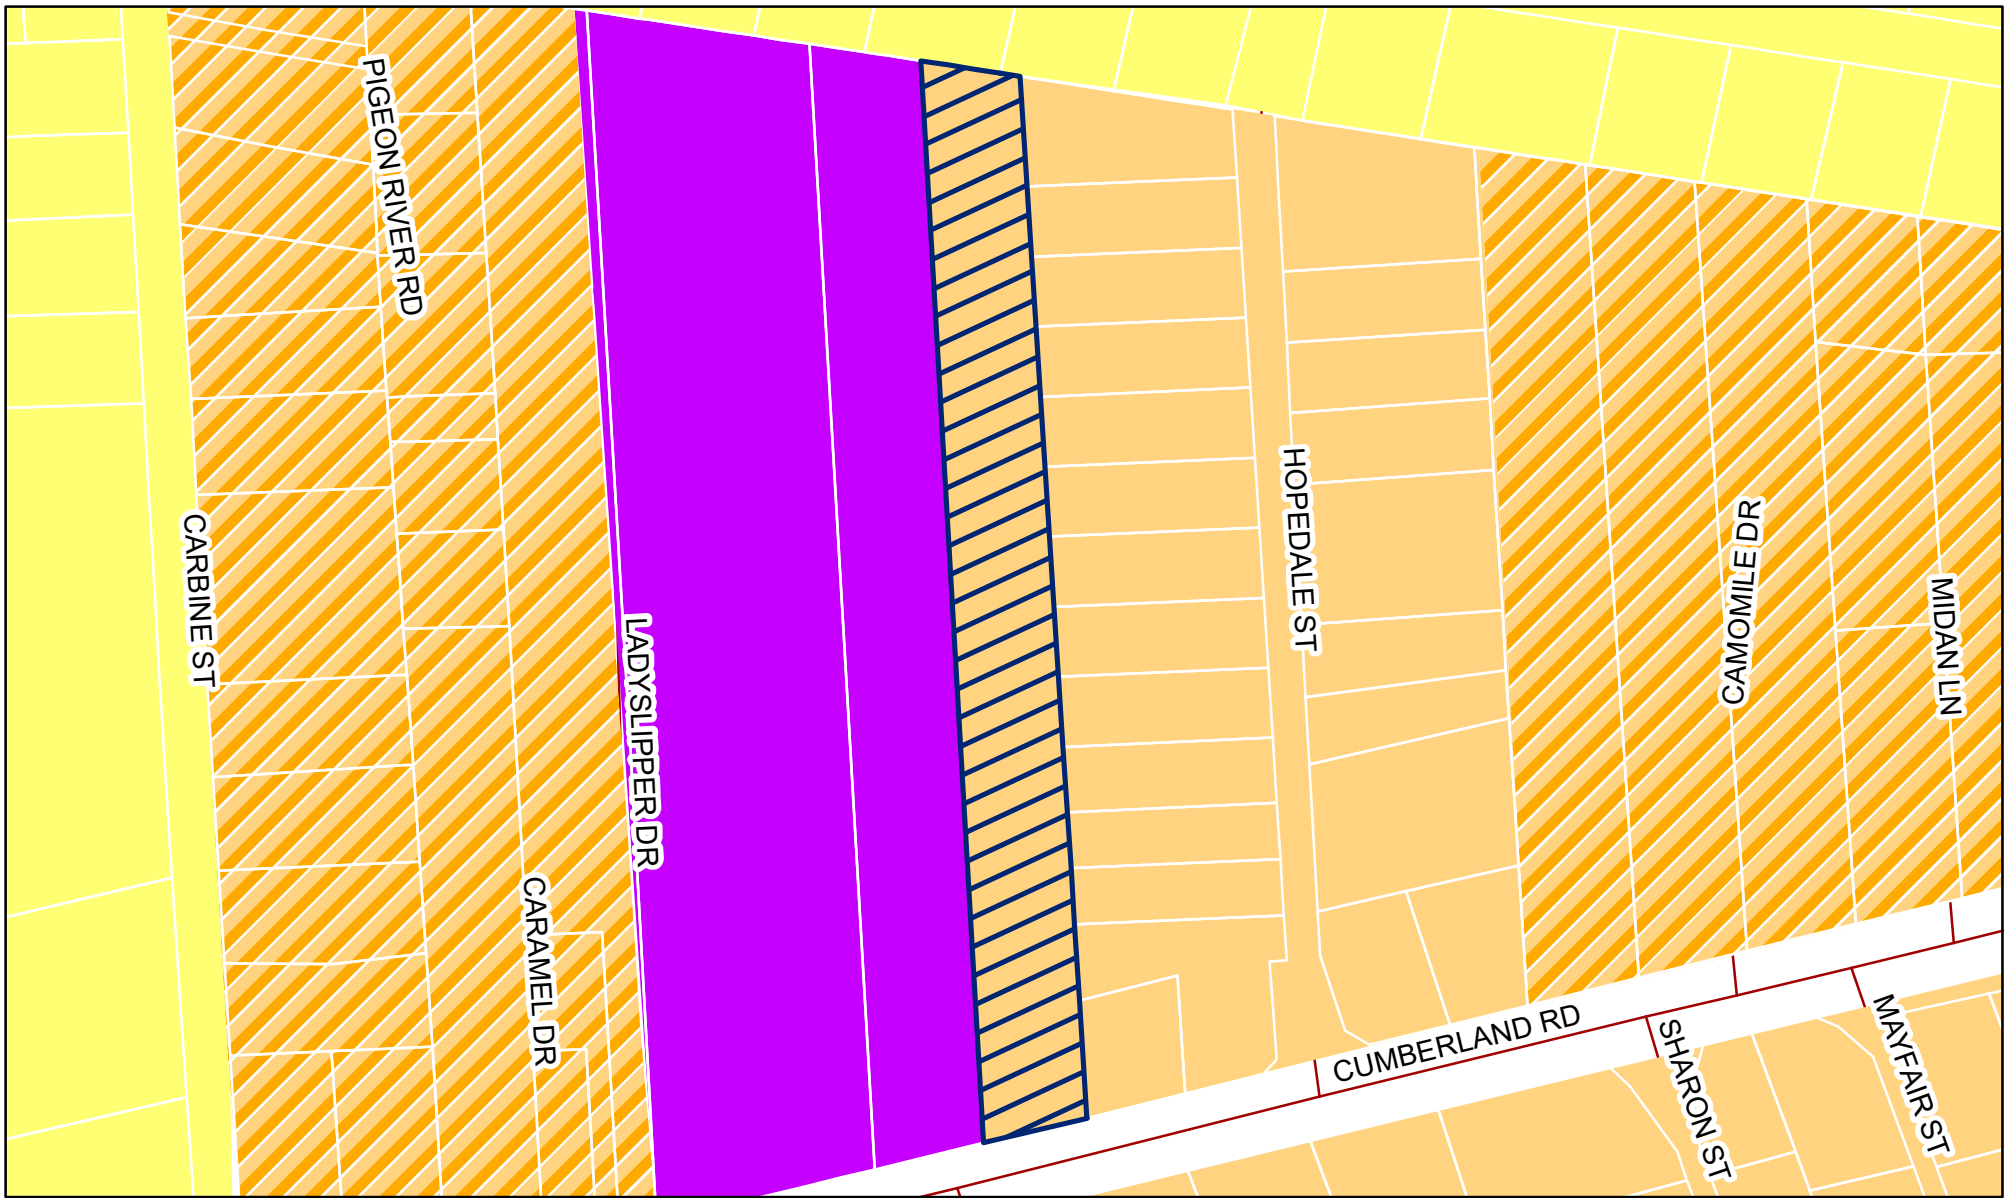 PIGEON RIVER RD
CARBINE ST
LADYSLIPPER DR
CARAMEL DR
HOPEDALE ST
CAMOMILE DR
MIDAN LN
CUMBERLAND RD
SHARON ST
MAYFAIR ST